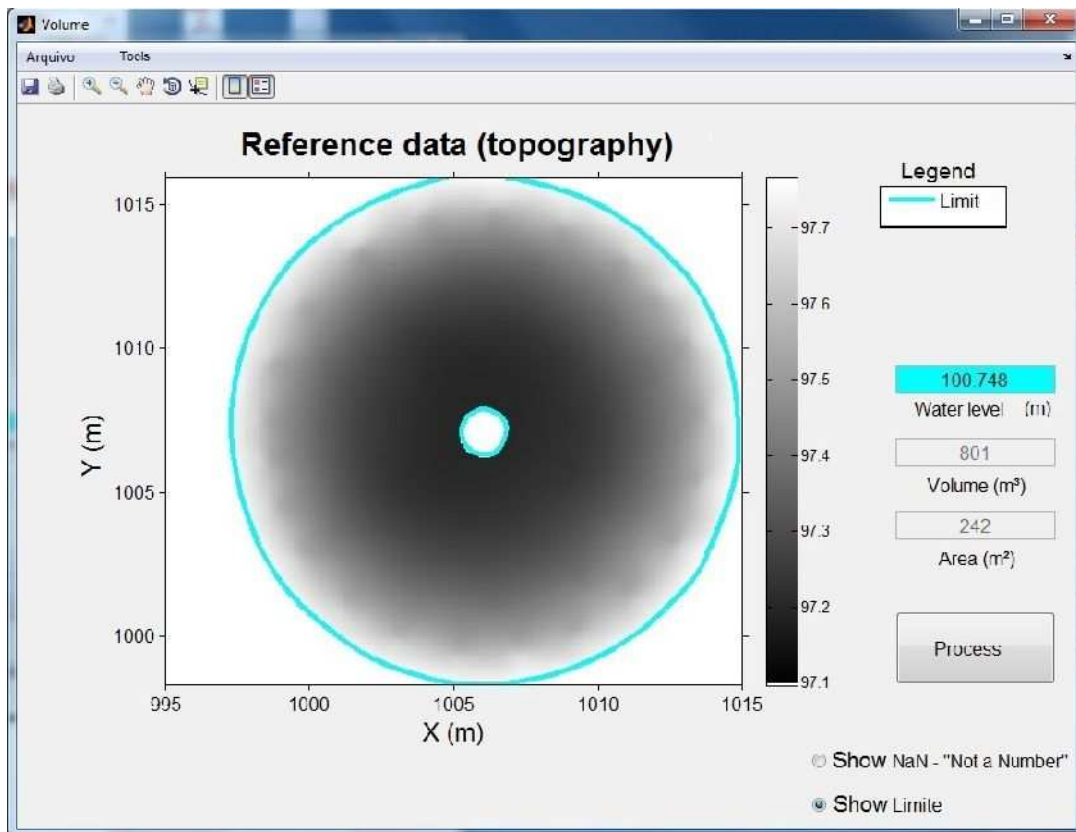 Volume
Arquivo Tools
Reference data (topography)
Legend
Limit
1015
1010
1005
1000
Y (m)
995 1000 1005 1010 1015
X (m)
97.7
97.6
97.5
97.4
97.3
97.2
97.1
100.748
Water level (m)
801
Volume (m³)
242
Area (m²)
Process
Show NaN - "Not a Number"
Show Limite